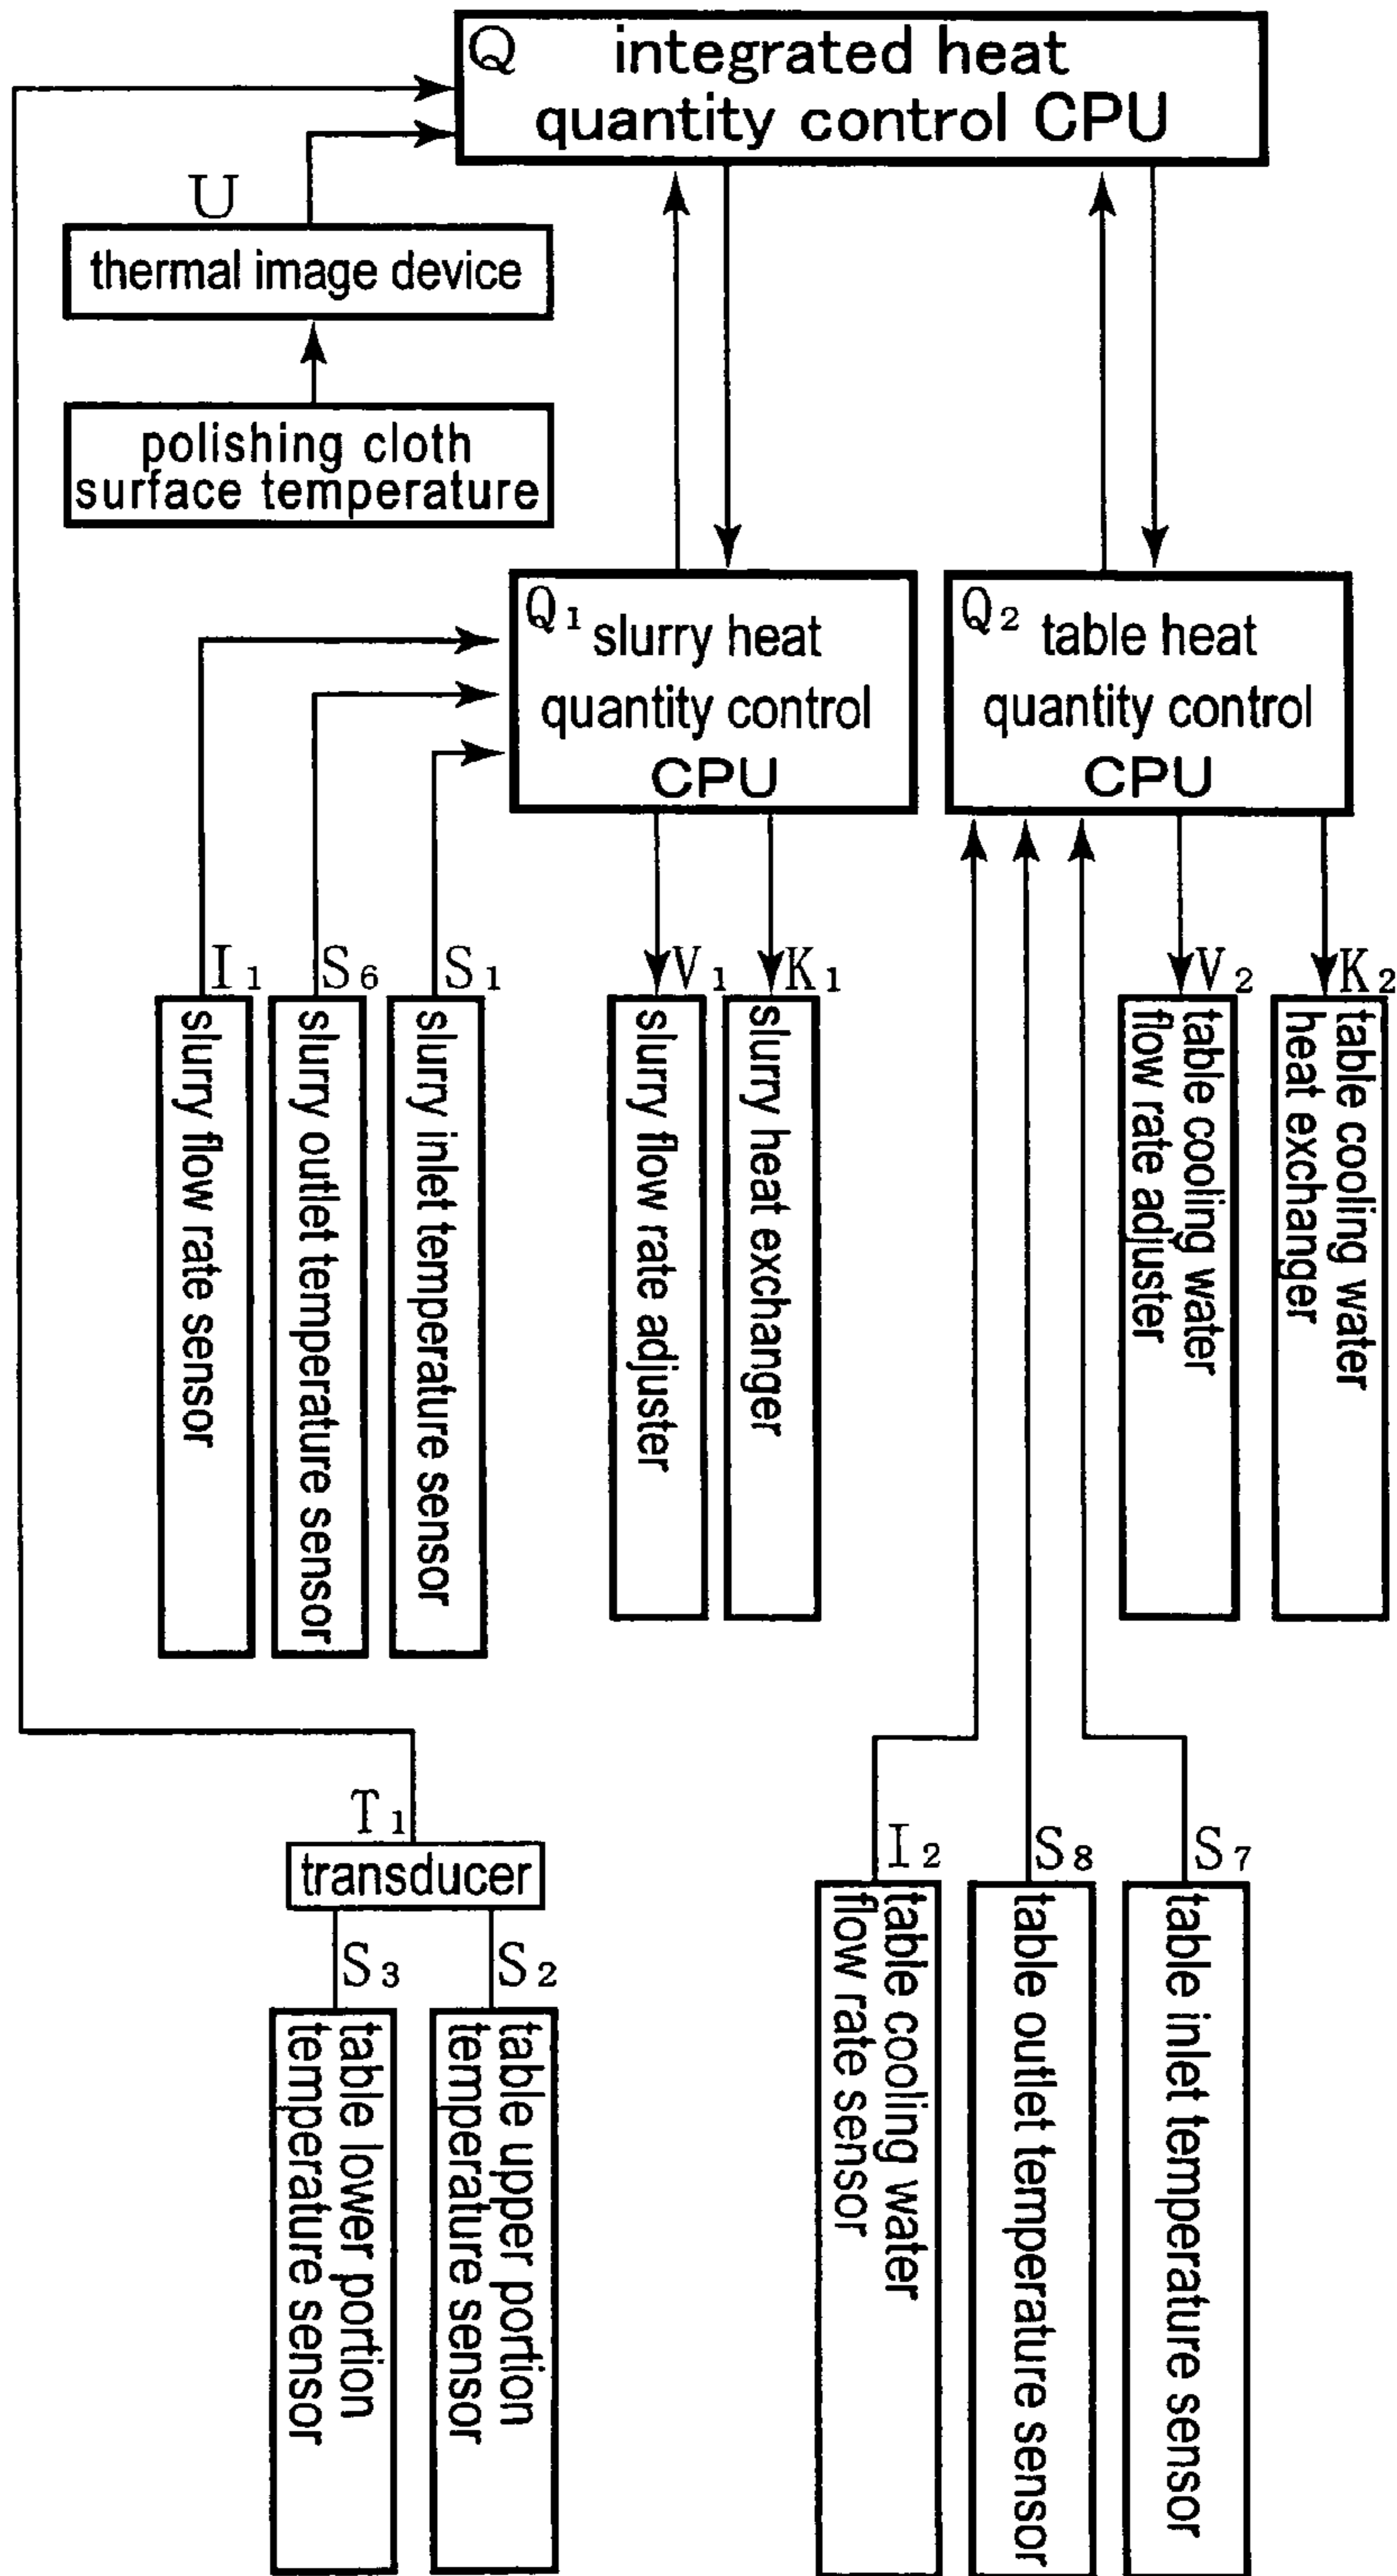 Q integrated heat
quantity control CPU
U
thermal image device
polishing cloth
surface temperature
Q1 slurry heat
quantity control
CPU
Q2 table heat
quantity control
CPU
I1
slurry flow rate sensor
S6
slurry outlet temperature sensor
S1
slurry inlet temperature sensor
V1
slurry flow rate adjuster
K1
slurry heat exchanger
V2
table cooling water
flow rate adjuster
K2
table cooling water
heat exchanger
T1
transducer
S3
table lower portion
temperature sensor
S2
table upper portion
temperature sensor
I2
table cooling water
flow rate sensor
S8
table outlet temperature sensor
S7
table inlet temperature sensor